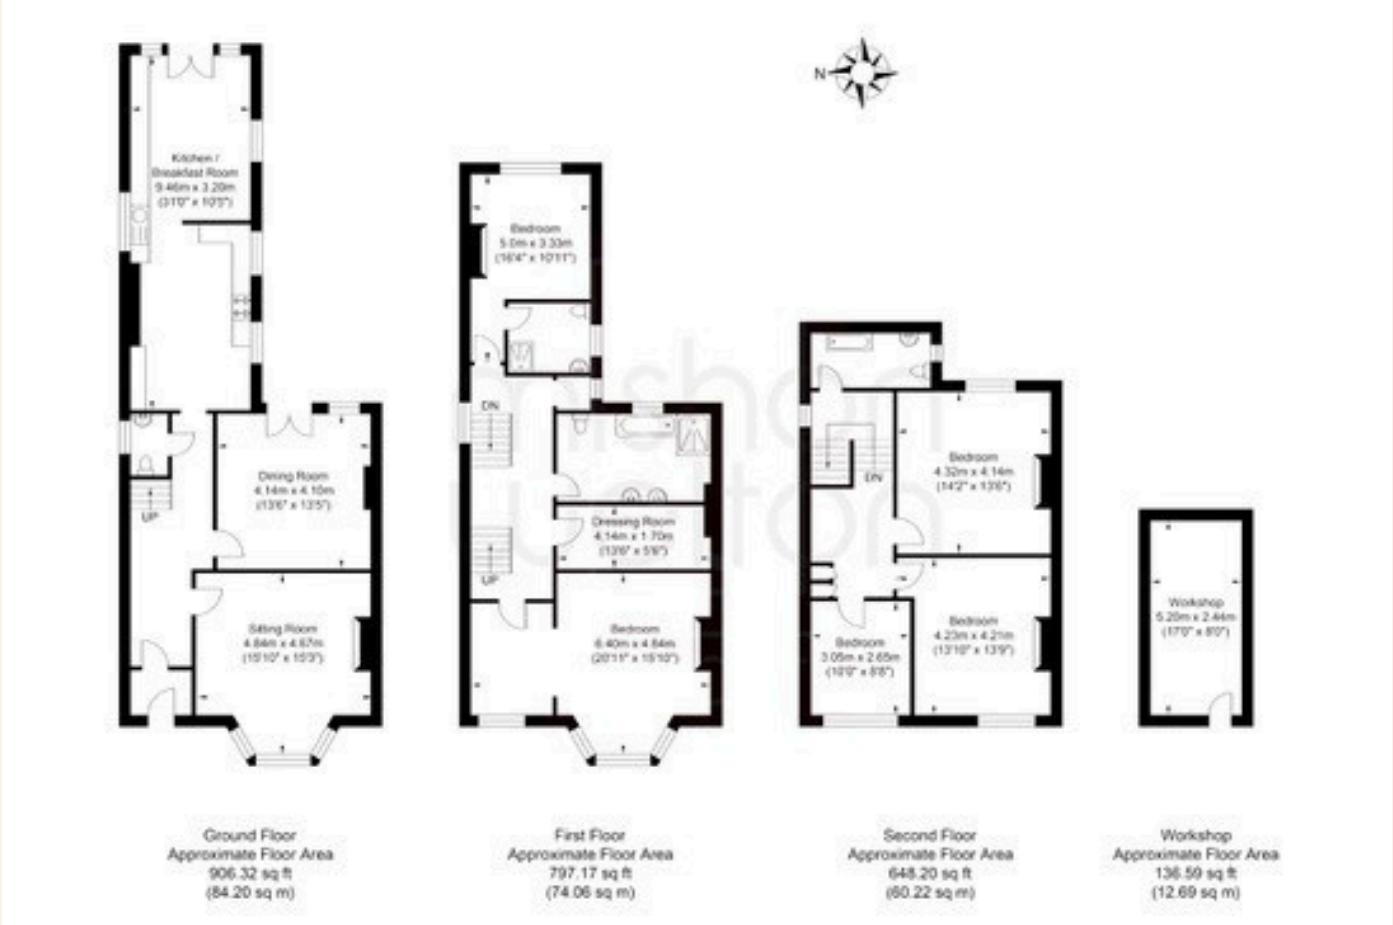 N
Kitchen /
Breakfast Room
9.46m x 3.20m
(31'0" x 10'5")
UP
Dining Room
4.14m x 4.10m
(13'6" x 13'5")
Sitting Room
4.84m x 4.67m
(15'10" x 15'3")
Ground Floor
Approximate Floor Area
906.32 sq ft
(84.20 sq m)
Bedroom
5.0m x 3.33m
(16'4" x 10'11")
DN
Dressing Room
4.14m x 1.70m
(13'6" x 5'6")
UP
Bedroom
6.40m x 4.84m
(20'11" x 15'10")
First Floor
Approximate Floor Area
797.17 sq ft
(74.06 sq m)
Bedroom
4.32m x 4.14m
(14'2" x 13'6")
DN
Bedroom
4.23m x 4.21m
(13'10" x 13'9")
Bedroom
3.05m x 2.65m
(10'0" x 8'8")
Second Floor
Approximate Floor Area
648.20 sq ft
(60.22 sq m)
Workshop
5.20m x 2.44m
(17'0" x 8'0")
Workshop
Approximate Floor Area
136.59 sq ft
(12.69 sq m)